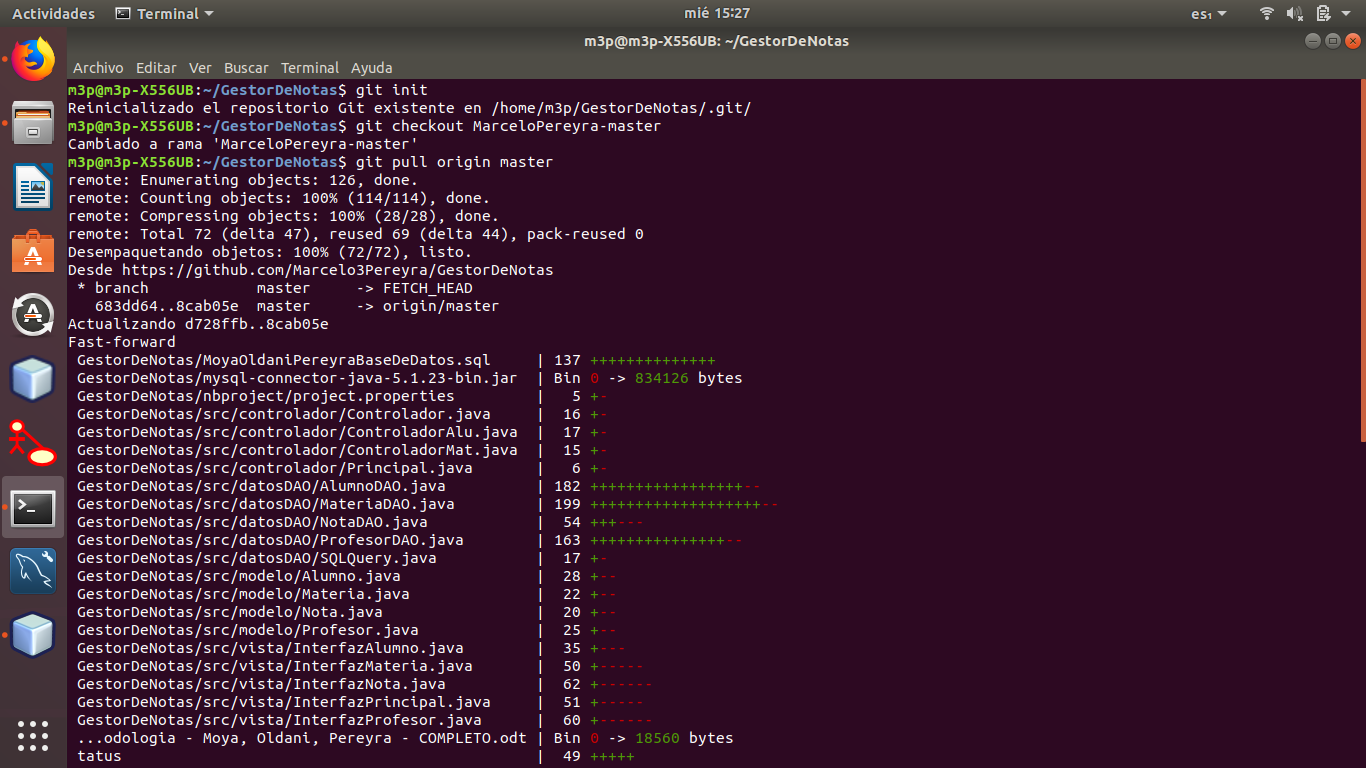 Actividades
Terminal
mié 15:27
es₁
m3p@m3p-X556UB: ~/GestorDeNotas
Archivo Editar Ver Buscar Terminal Ayuda
m3p@m3p-X556UB:~/GestorDeNotas$ git init
Reinicializado el repositorio Git existente en /home/m3p/GestorDeNotas/.git/
m3p@m3p-X556UB:~/GestorDeNotas$ git checkout MarceloPereyra-master
Cambiado a rama 'MarceloPereyra-master'
m3p@m3p-X556UB:~/GestorDeNotas$ git pull origin master
remote: Enumerating objects: 126, done.
remote: Counting objects: 100% (114/114), done.
remote: Compressing objects: 100% (28/28), done.
remote: Total 72 (delta 47), reused 69 (delta 44), pack-reused 0
Desempaquetando objetos: 100% (72/72), listo.
Desde https://github.com/Marcelo3Pereyra/GestorDeNotas
 * branch            master     -> FETCH_HEAD
   683dd64..8cab05e  master     -> origin/master
Actualizando d728ffb..8cab05e
Fast-forward
 GestorDeNotas/MoyaOldaniPereyraBaseDeDatos.sql     | 137 ++++++++++++++
 GestorDeNotas/mysql-connector-java-5.1.23-bin.jar  | Bin 0 -> 834126 bytes
 GestorDeNotas/nbproject/project.properties         |   5 +-
 GestorDeNotas/src/controlador/Controlador.java     |  16 +-
 GestorDeNotas/src/controlador/ControladorAlu.java  |  17 +-
 GestorDeNotas/src/controlador/ControladorMat.java  |  15 +-
 GestorDeNotas/src/controlador/Principal.java       |   6 +-
 GestorDeNotas/src/datosDAO/AlumnoDAO.java          | 182 +++++++++++++++++--
 GestorDeNotas/src/datosDAO/MateriaDAO.java         | 199 +++++++++++++++++++--
 GestorDeNotas/src/datosDAO/NotaDAO.java            |  54 +++---
 GestorDeNotas/src/datosDAO/ProfesorDAO.java        | 163 +++++++++++++++--
 GestorDeNotas/src/datosDAO/SQLQuery.java           |  17 +-
 GestorDeNotas/src/modelo/Alumno.java               |  28 +--
 GestorDeNotas/src/modelo/Materia.java              |  22 +--
 GestorDeNotas/src/modelo/Nota.java                 |  20 +--
 GestorDeNotas/src/modelo/Profesor.java             |  25 +--
 GestorDeNotas/src/vista/InterfazAlumno.java        |  35 +---
 GestorDeNotas/src/vista/InterfazMateria.java       |  50 +-----
 GestorDeNotas/src/vista/InterfazNota.java          |  62 +------
 GestorDeNotas/src/vista/InterfazPrincipal.java     |  51 +-----
 GestorDeNotas/src/vista/InterfazProfesor.java      |  60 +------
 ...odologia - Moya, Oldani, Pereyra - COMPLETO.odt | Bin 0 -> 18560 bytes
 tatus                                              |  49 +++++